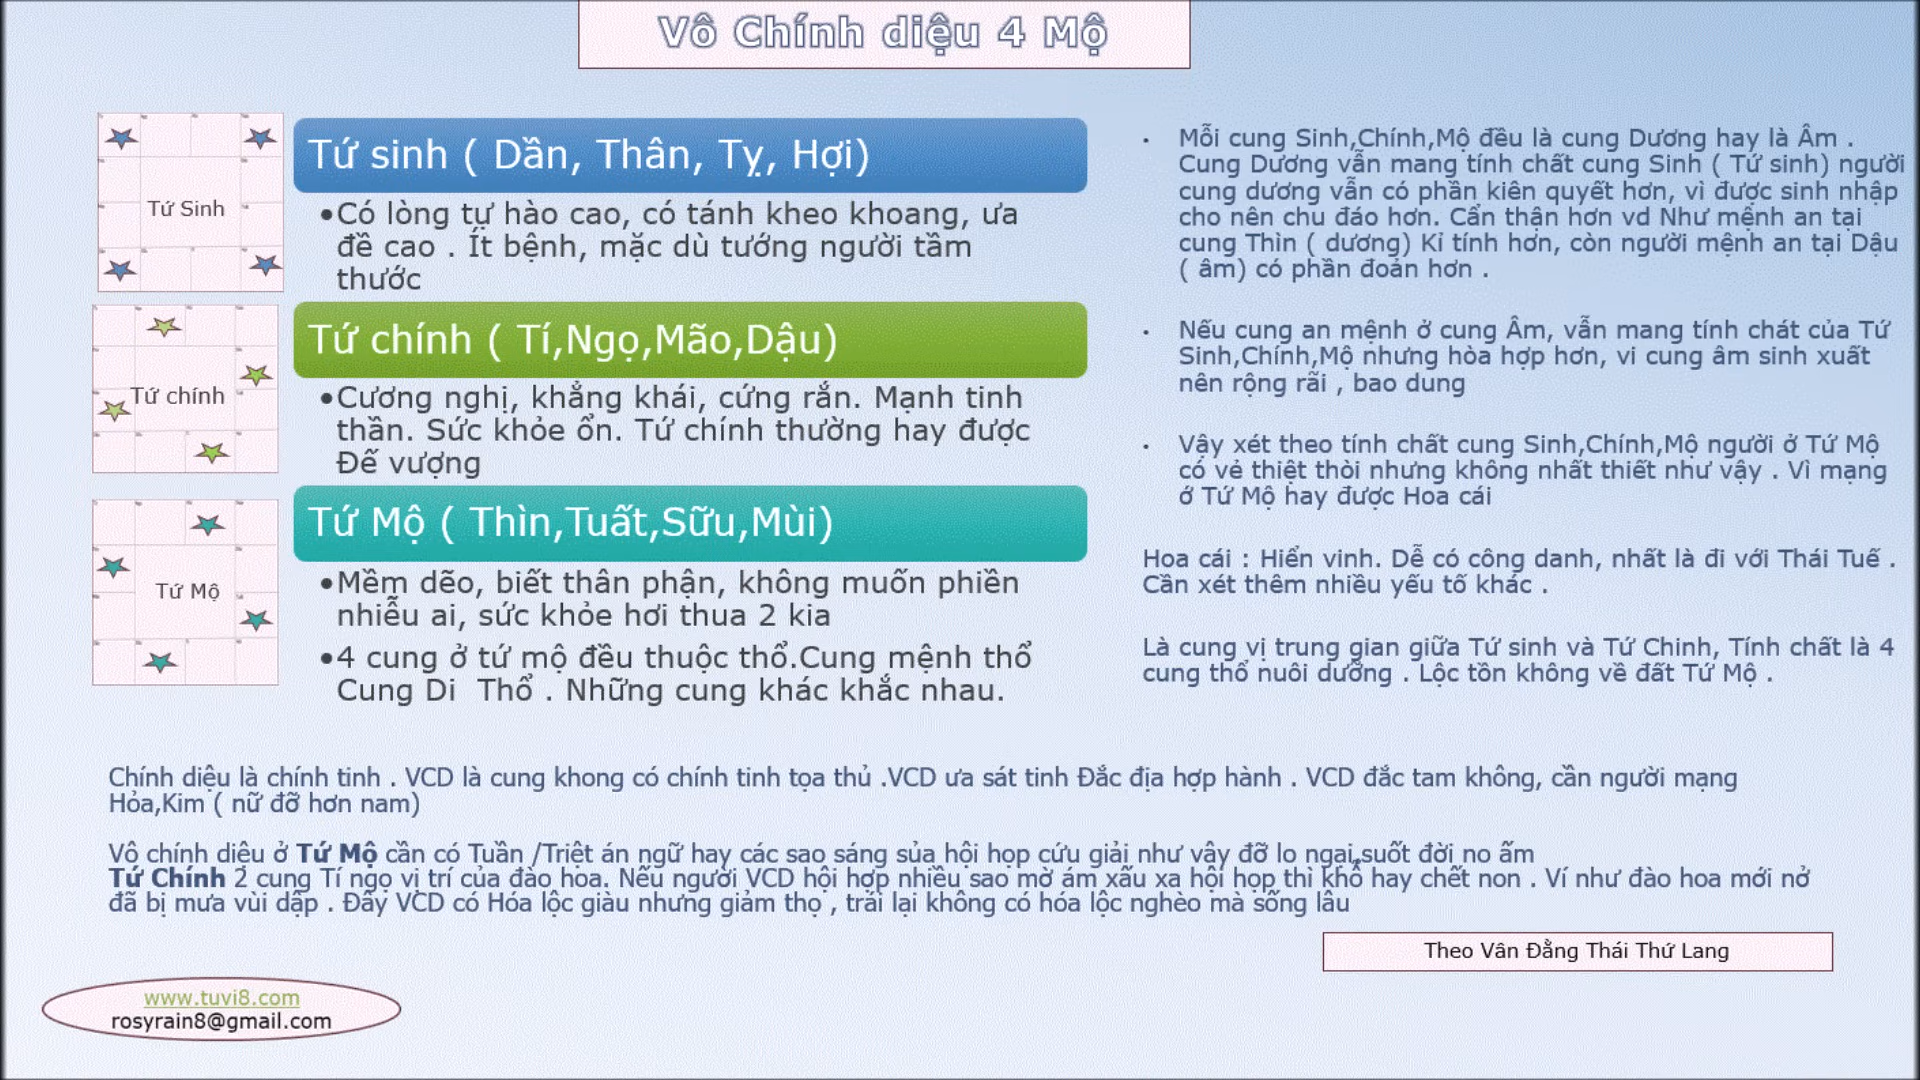 Vô Chính diệu 4 Mộ
Tứ Sinh
Tứ sinh ( Dần, Thân, Tỵ, Hợi)
•Có lòng tự hào cao, có tánh kheo khoang, ưa
đề cao . Ít bệnh, mặc dù tướng người tầm
thước
Tứ chính
Tứ chính ( Tí,Ngọ,Mão,Dậu)
•Cương nghị, khẳng khái, cứng rắn. Mạnh tinh
thần. Sức khỏe ổn. Tứ chính thường hay được
Đế vượng
Tứ Mộ
Tứ Mộ ( Thìn,Tuất,Sữu,Mùi)
•Mềm dẽo, biết thân phận, không muốn phiền
nhiễu ai, sức khỏe hơi thua 2 kia
•4 cung ở tứ mộ đều thuộc thổ.Cung mệnh thổ
Cung Di Thổ . Những cung khác khắc nhau.
• Mỗi cung Sinh,Chính,Mộ đều là cung Dương hay là Âm .
Cung Dương vẫn mang tính chất cung Sinh ( Tứ sinh) người
cung dương vẫn có phần kiên quyết hơn, vì được sinh nhập
cho nên chu đáo hơn. Cẩn thận hơn vd Như mệnh an tại
cung Thìn ( dương) Kỉ tính hơn, còn người mệnh an tại Dậu
( âm) có phần đoản hơn .
• Nếu cung an mệnh ở cung Âm, vẫn mang tính chát của Tứ
Sinh,Chính,Mộ nhưng hòa hợp hơn, vi cung âm sinh xuất
nên rộng rãi , bao dung
• Vậy xét theo tính chất cung Sinh,Chính,Mộ người ở Tứ Mộ
có vẻ thiệt thòi nhưng không nhất thiết như vậy . Vì mạng
ở Tứ Mộ hay được Hoa cái
Hoa cái : Hiển vinh. Dễ có công danh, nhất là đi với Thái Tuế .
Cần xét thêm nhiều yếu tố khác .
Là cung vị trung gian giữa Tứ sinh và Tứ Chinh, Tính chất là 4
cung thổ nuôi dưỡng . Lộc tồn không về đất Tứ Mộ .
Chính diệu là chính tinh . VCD là cung khong có chính tinh tọa thủ .VCD ưa sát tinh Đắc địa hợp hành . VCD đắc tam không, cần người mạng
Hỏa,Kim ( nữ đỡ hơn nam)
Vô chính diệu ở Tứ Mộ cần có Tuần /Triệt án ngữ hay các sao sáng sủa hội họp cứu giải như vậy đỡ lo ngại,suốt đời no ấm
Tứ Chính 2 cung Tí ngọ vị trí của đào hoa. Nếu người VCD hội hợp nhiều sao mờ ám xấu xa hội họp thì khổ hay chết non . Ví như đào hoa mới nở
đã bị mưa vùi dập . Đấy VCD có Hóa lộc giàu nhưng giảm thọ , trái lại không có hóa lộc nghèo mà sống lâu
Theo Vân Đằng Thái Thứ Lang
www.tuvi8.com
rosyrain8@gmail.com